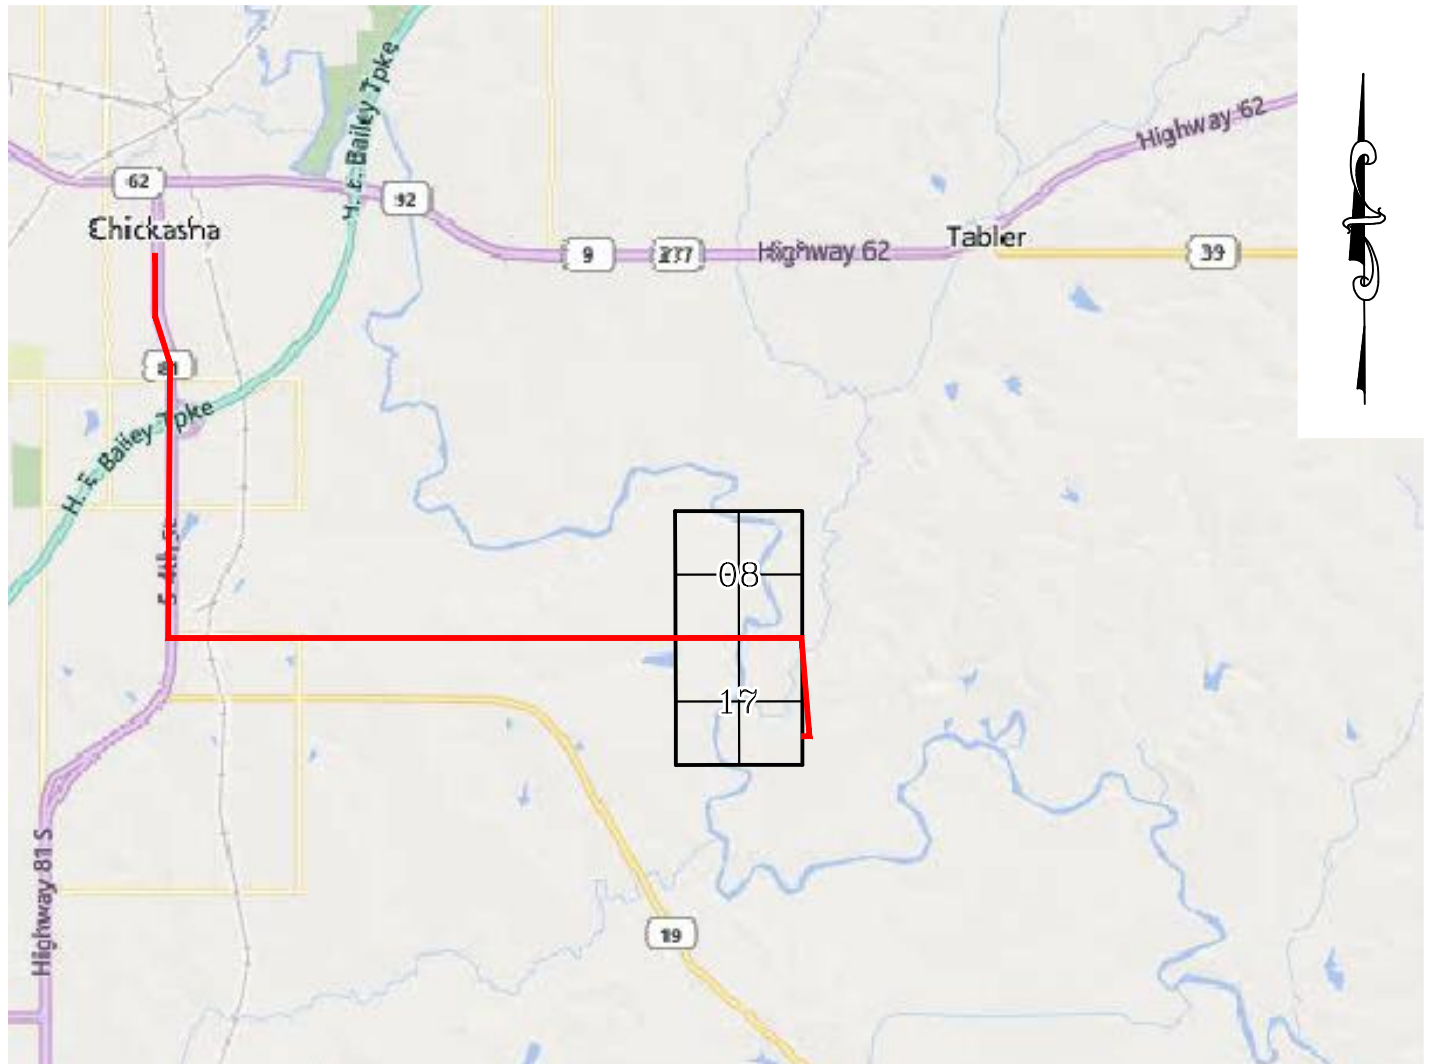 H. E. Bailey Tpke
Highway 62
62
92
Chickasha
9
277
Highway 62
Tabler
39
81
H. E. Bailey Tpke
S 4th St
08
17
Highway 81 S
19